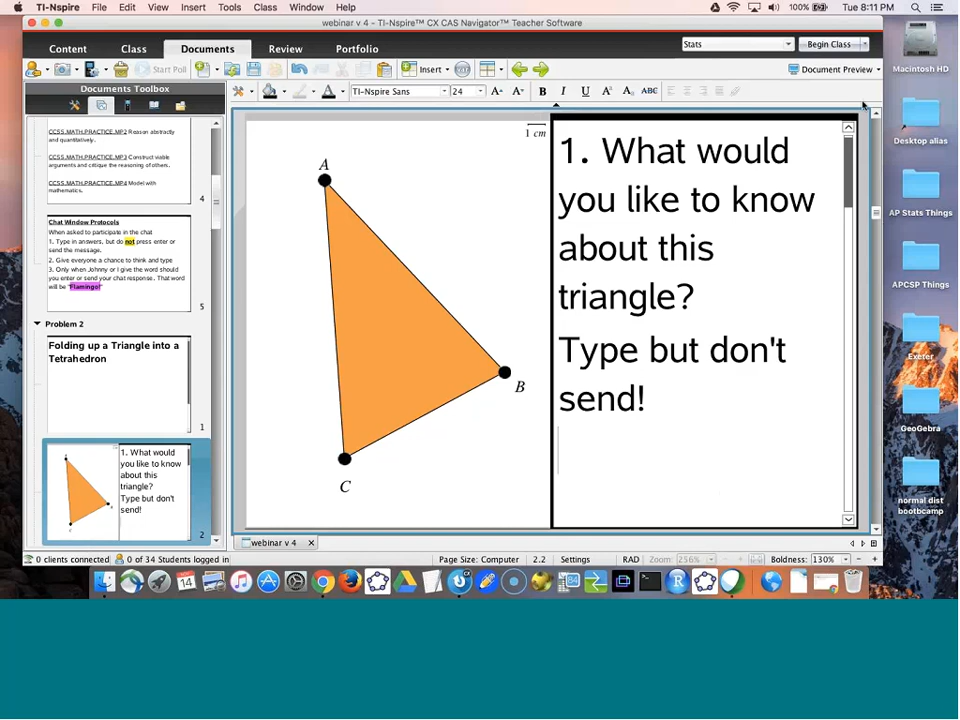 TI-Nspire File Edit View Insert Tools Class Window Help 100% Tue 8:11 PM
webinar v 4 - TI-Nspire™ CX CAS Navigator™ Teacher Software
Content Class Documents Review Portfolio Stats Begin Class
Start Poll Insert Document Preview
Documents Toolbox TI-Nspire Sans 24 A A B I U A A ABC
CCSS.MATH.PRACTICE.MP2 Reason abstractly
and quantitatively.
CCSS.MATH.PRACTICE.MP3 Construct viable
arguments and critique the reasoning of others.
CCSS.MATH.PRACTICE.MP4 Model with
mathematics.
4
Chat Window Protocols
When asked to participate in the chat
1. Type in answers, but do not press enter or
send the message.
2. Give everyone a chance to think and type
3. Only when Johnny or I give the word should
you enter or send your chat response. That word
will be "Flamingo!"
5
Problem 2
Folding up a Triangle into a
Tetrahedron
1
1. What would
you like to know
about this
triangle?
Type but don't
send!
2
1 cm
A
B
C
1. What would
you like to know
about this
triangle?
Type but don't
send!
webinar v 4
0 clients connected 0 of 34 Students logged in Page Size: Computer 2.2 Settings RAD Zoom: 256% Boldness: 130%
Macintosh HD
Desktop alias
AP Stats Things
APCSP Things
Exeter
GeoGebra
normal dist
bootbcamp